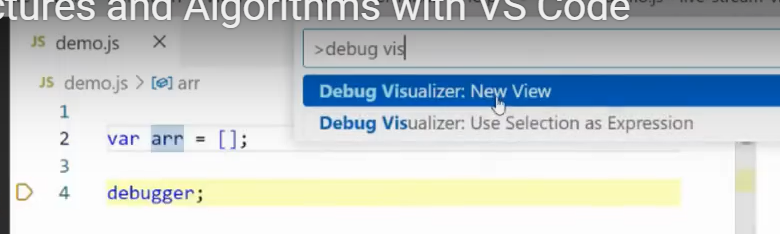 ctures and Algorithms with VS Code
JS demo.js
>debug vis
JS demo.js > arr
Debug Visualizer: New View
Debug Visualizer: Use Selection as Expression
1
2 var arr = [];
3
4 debugger;